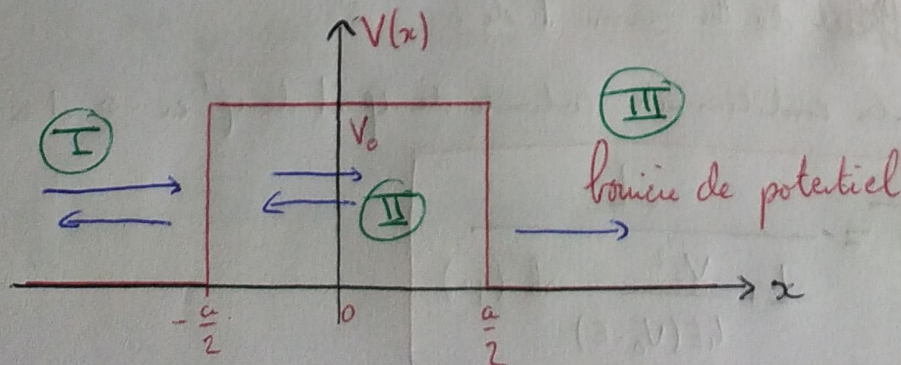 V(x)
III
I
V₀
barrière de potentiel
II
x
- a/2
0
a/2